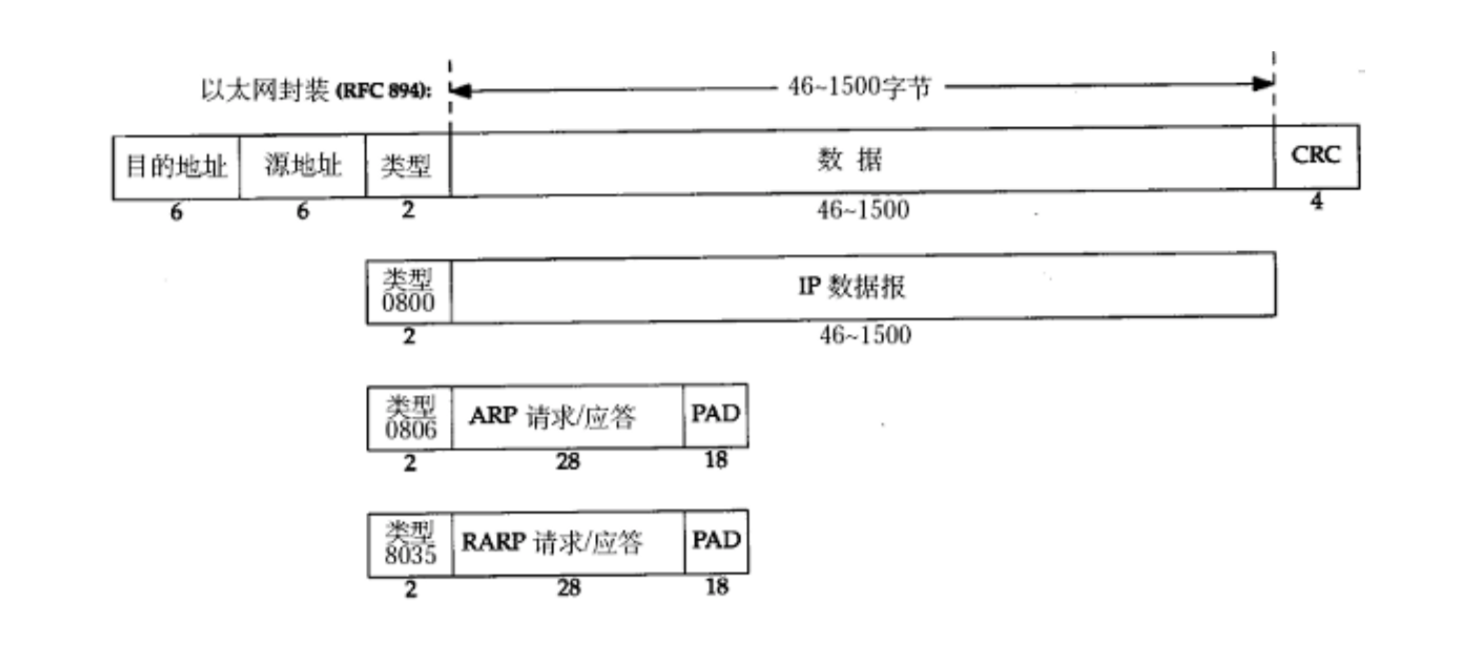 以太网封装 (RFC 894):
46~1500字节
目的地址 源地址 类型 数 据 CRC
6 6 2 46~1500 4
类型
0800
IP 数据报
2 46~1500
类型
0806
ARP 请求/应答 PAD
2 28 18
类型
8035
RARP 请求/应答 PAD
2 28 18